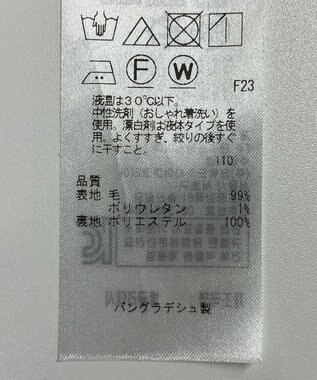 F
W
F23
液温は30℃以下。
中性洗剤（おしゃれ着洗い）を
使用。漂白剤は液体タイプを使
用。よくすすぎ、絞りの後すぐ
に干すこと。
110
品質
表地 毛 99%
ポリウレタン 1%
裏地 ポリエステル 100%
バングラデシュ製